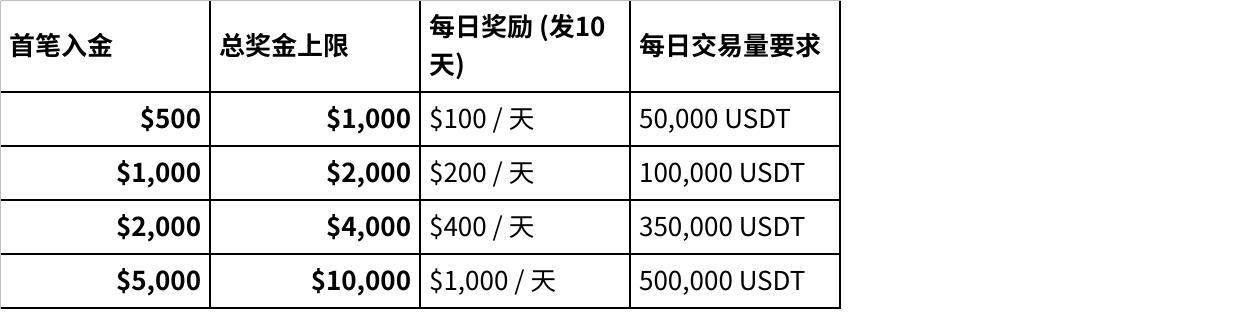 首笔入金 总奖金上限 每日奖励 (发10天) 每日交易量要求
$500 $1,000 $100 / 天 50,000 USDT
$1,000 $2,000 $200 / 天 100,000 USDT
$2,000 $4,000 $400 / 天 350,000 USDT
$5,000 $10,000 $1,000 / 天 500,000 USDT